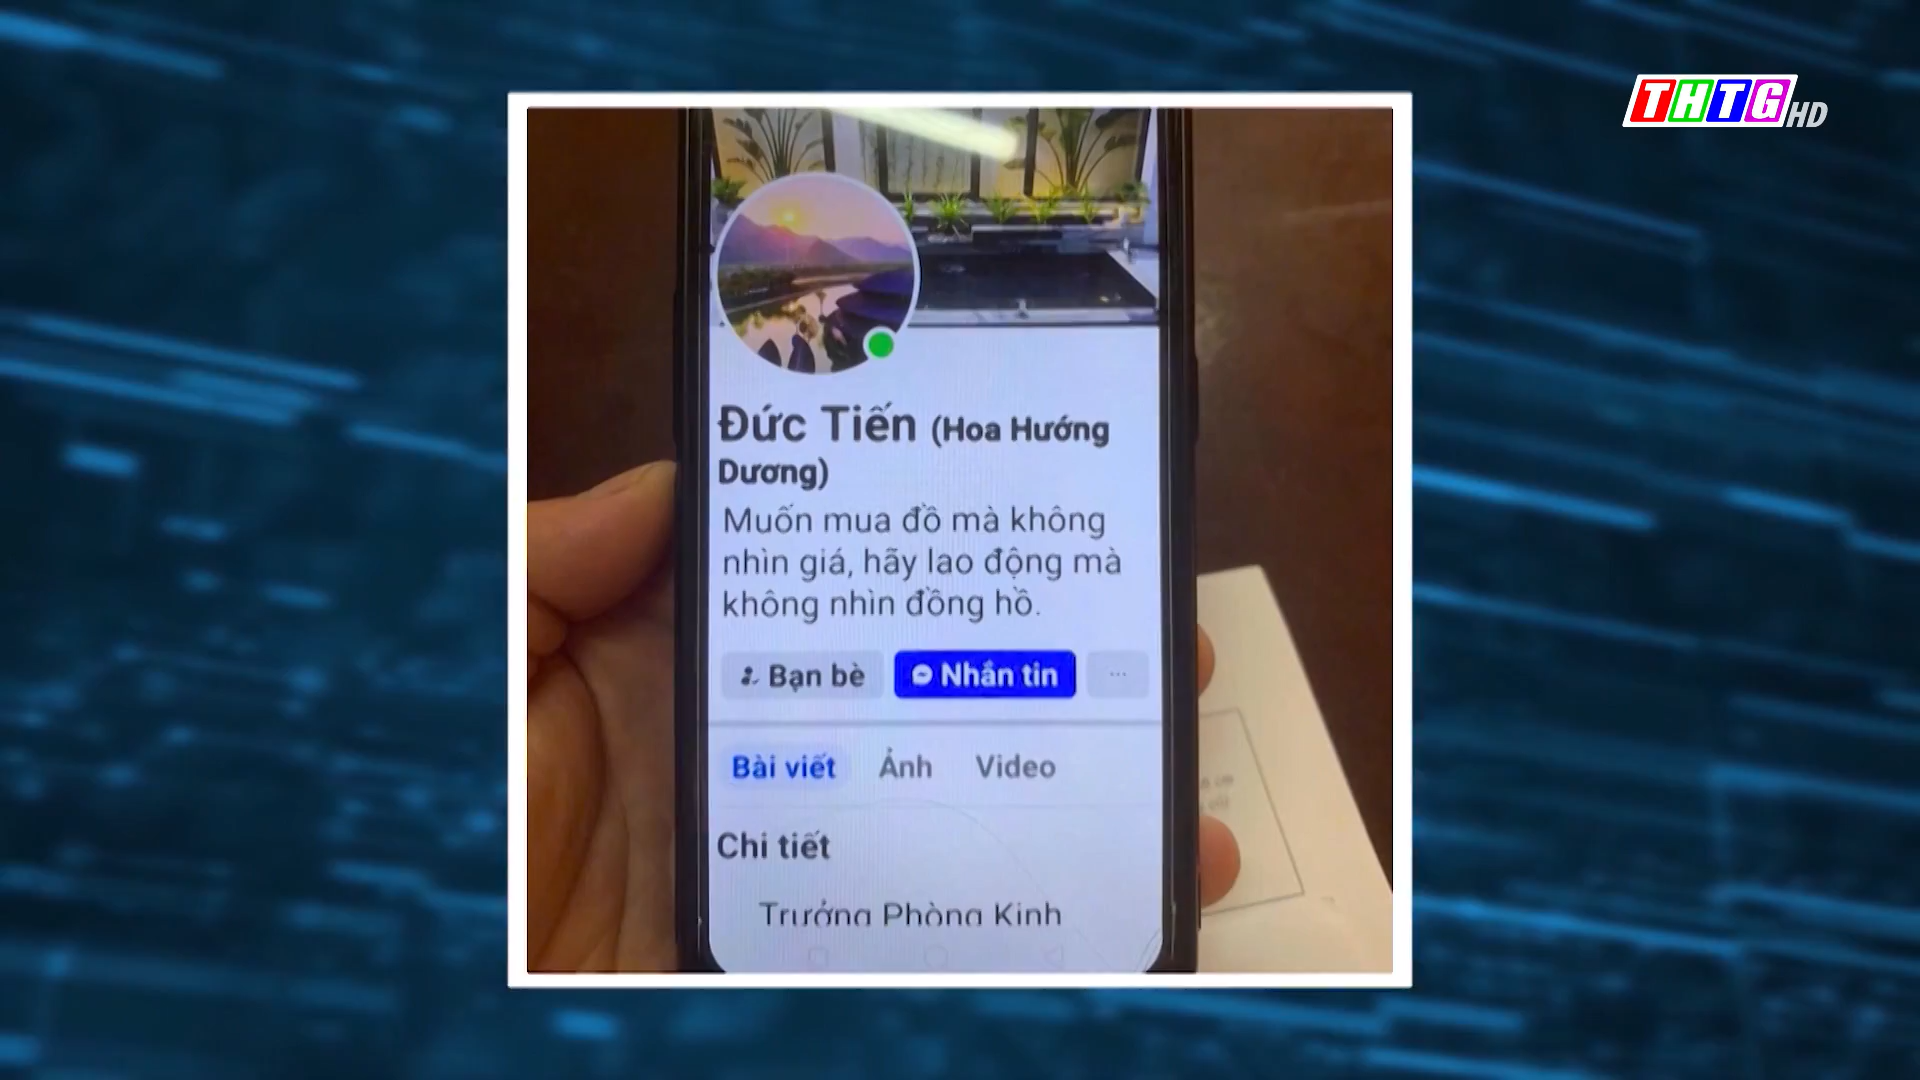 THTG HD
Đức Tiến (Hoa Hướng
Dương)
Muốn mua đồ mà không
nhìn giá, hãy lao động mà
không nhìn đồng hồ.
Bạn bè
Nhắn tin
Bài viết Ảnh Video
Chi tiết
Trưởng Phòng Kinh